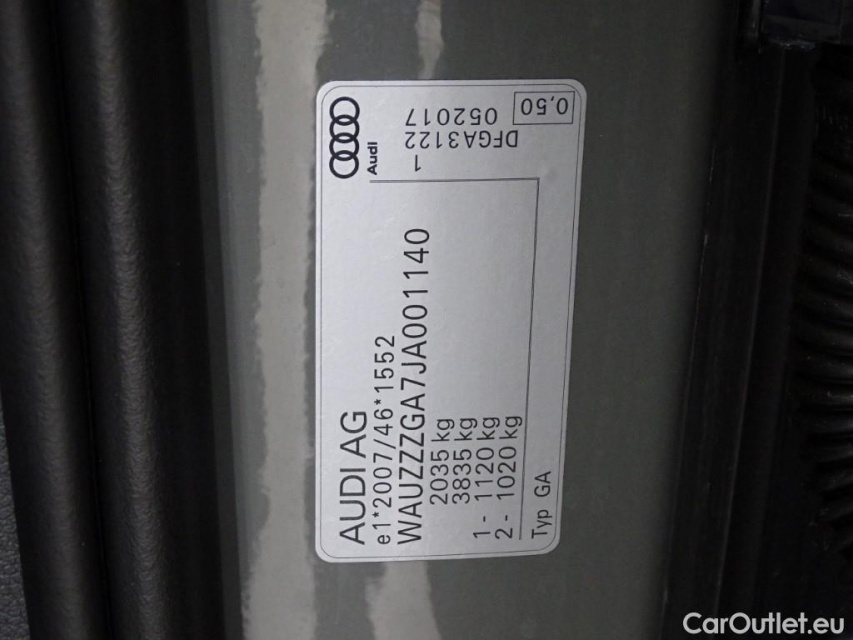 AUDI AG
e1*2007/46*1552
WAUZZZGA7JA001140
2035 kg
3835 kg
1 - 1120 kg
2 - 1020 kg
Typ GA
Audi
DFGA3122 052017
1
0,50
CarOutlet.eu